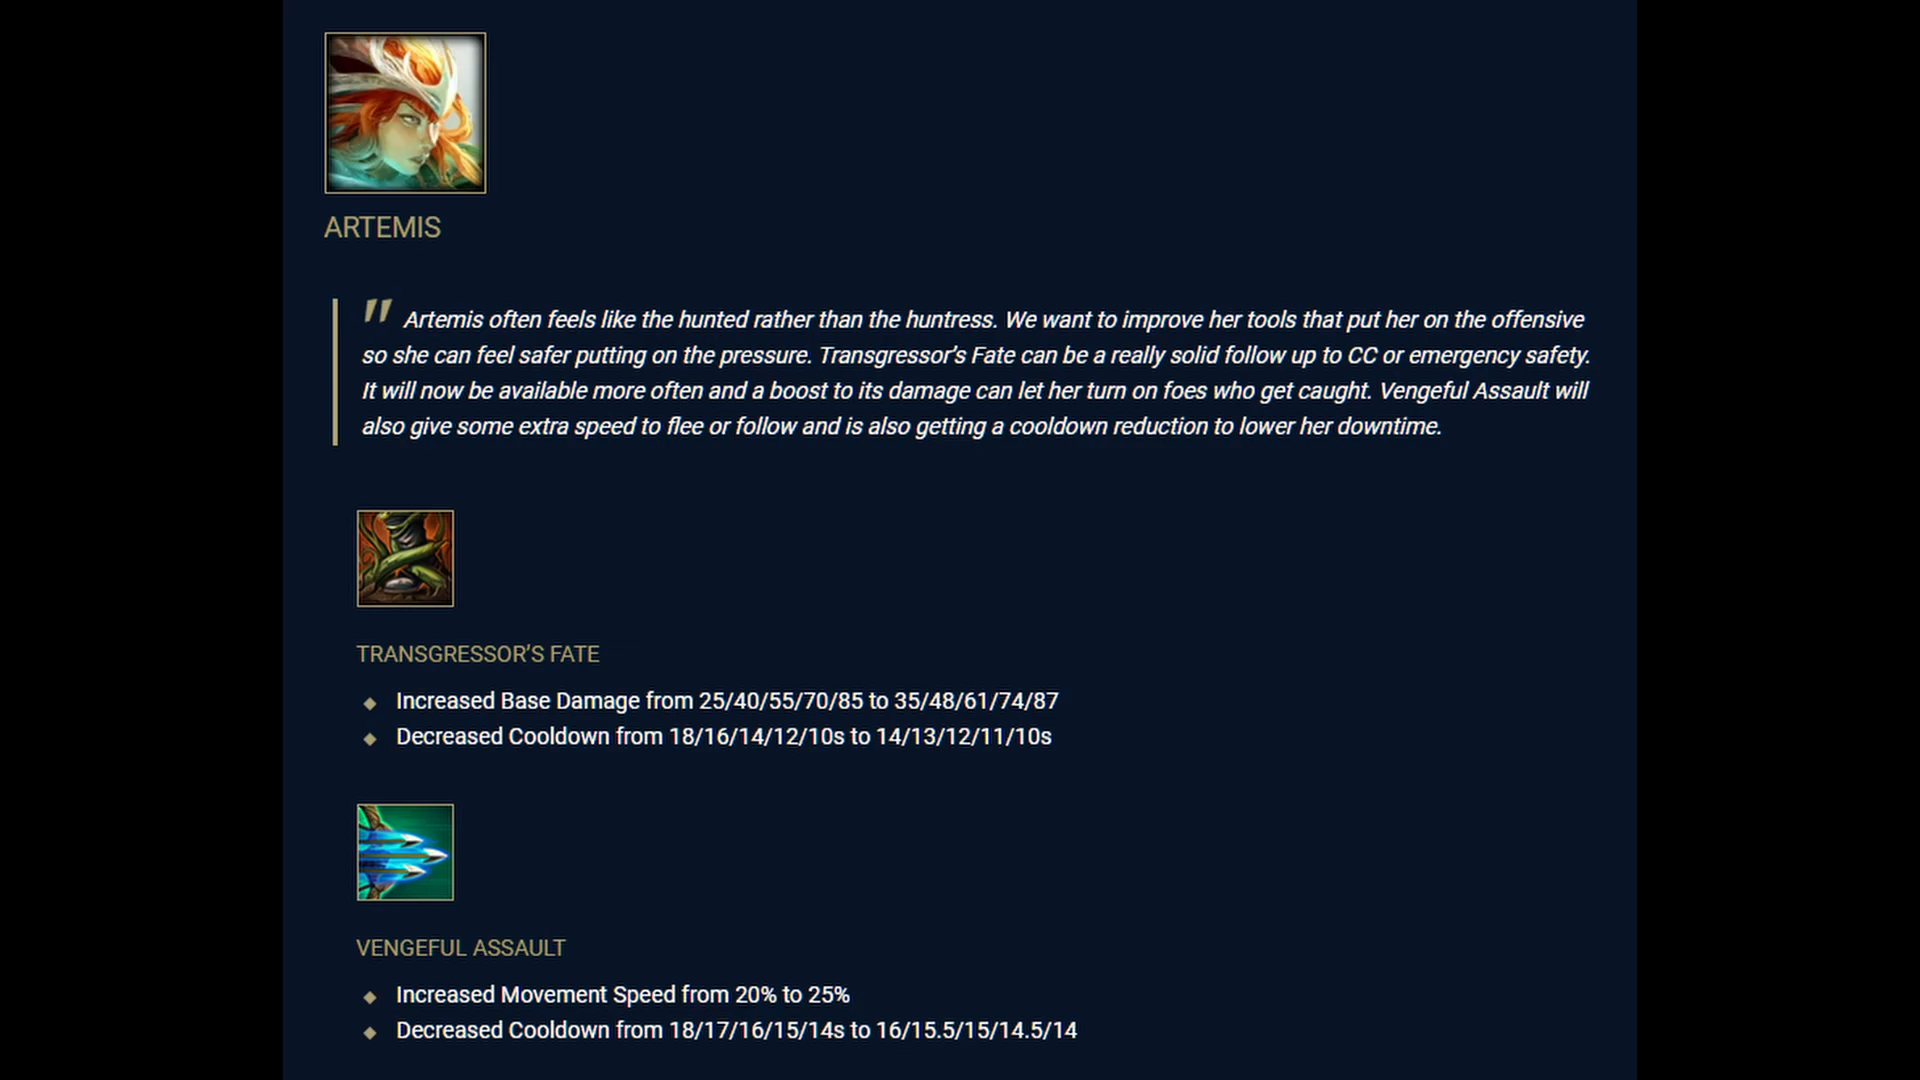 ARTEMIS
" Artemis often feels like the hunted rather than the huntress. We want to improve her tools that put her on the offensive
so she can feel safer putting on the pressure. Transgressor’s Fate can be a really solid follow up to CC or emergency safety.
It will now be available more often and a boost to its damage can let her turn on foes who get caught. Vengeful Assault will
also give some extra speed to flee or follow and is also getting a cooldown reduction to lower her downtime.
TRANSGRESSOR’S FATE
◆ Increased Base Damage from 25/40/55/70/85 to 35/48/61/74/87
◆ Decreased Cooldown from 18/16/14/12/10s to 14/13/12/11/10s
VENGEFUL ASSAULT
◆ Increased Movement Speed from 20% to 25%
◆ Decreased Cooldown from 18/17/16/15/14s to 16/15.5/15/14.5/14